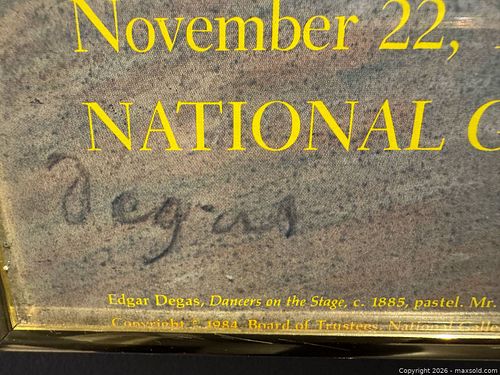 November 22,
NATIONAL
Degas
Edgar Degas, Dancers on the Stage, c. 1885, pastel. Mr.
Copyright © 1984, Board of Trustees, National
Copyright 2026 - maxsold.com